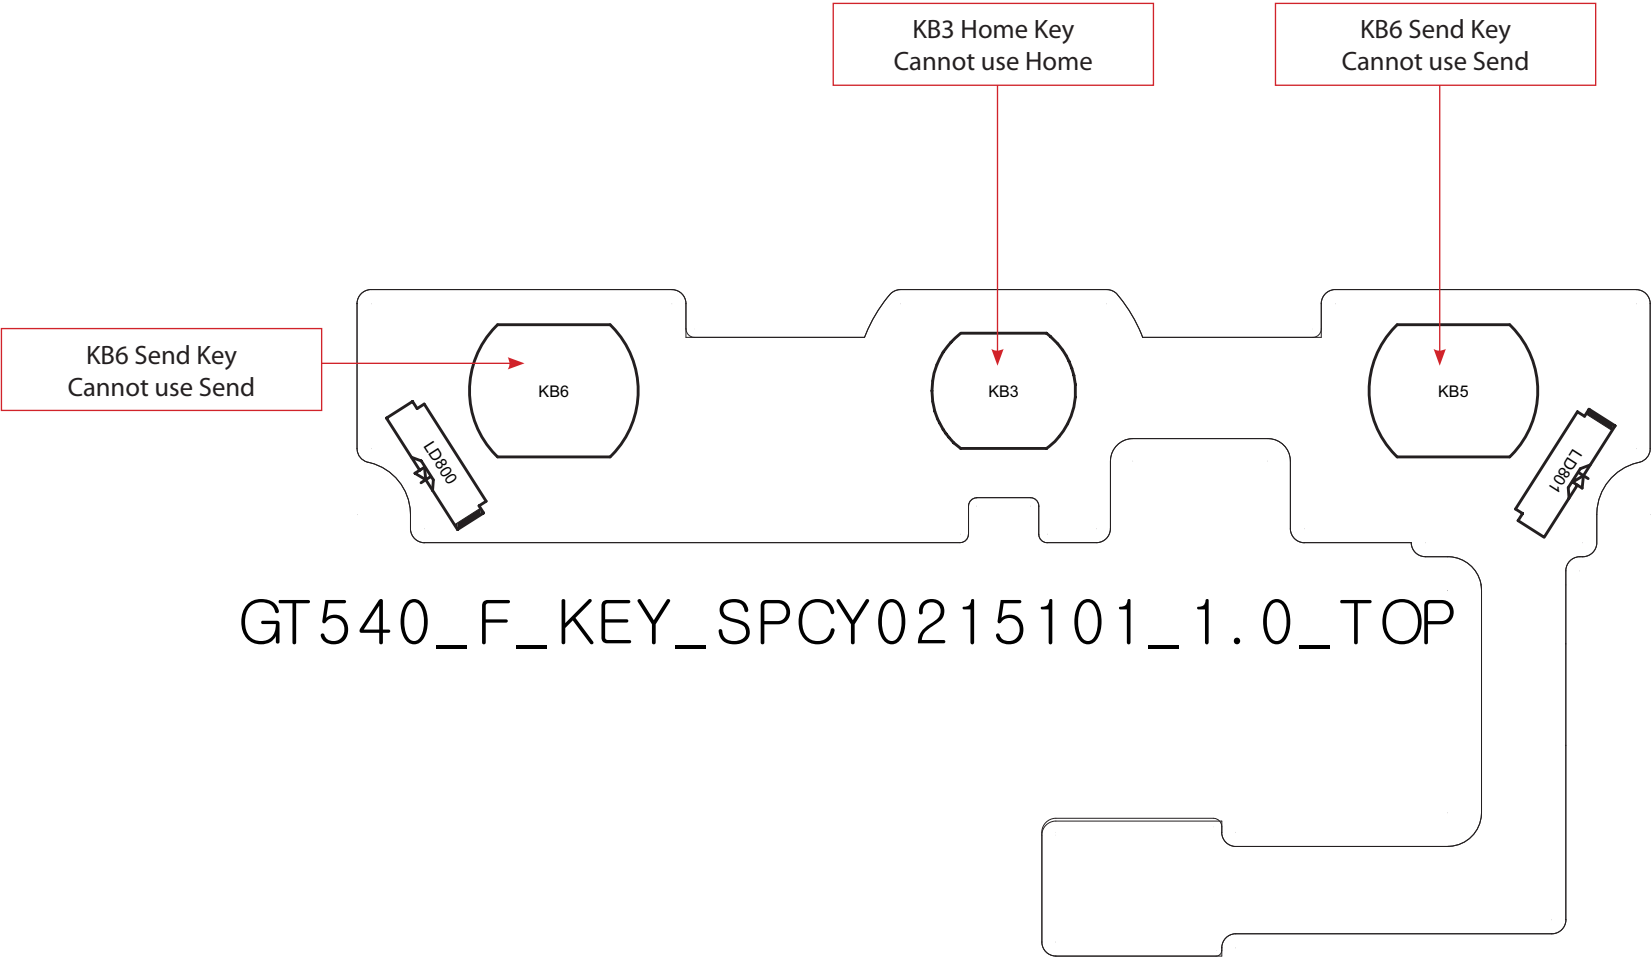 KB3 Home Key
Cannot use Home
KB6 Send Key
Cannot use Send
KB6 Send Key
Cannot use Send
KB6
KB3
KB5
LD800
LD801
GT540_F_KEY_SPCY0215101_1.0_TOP